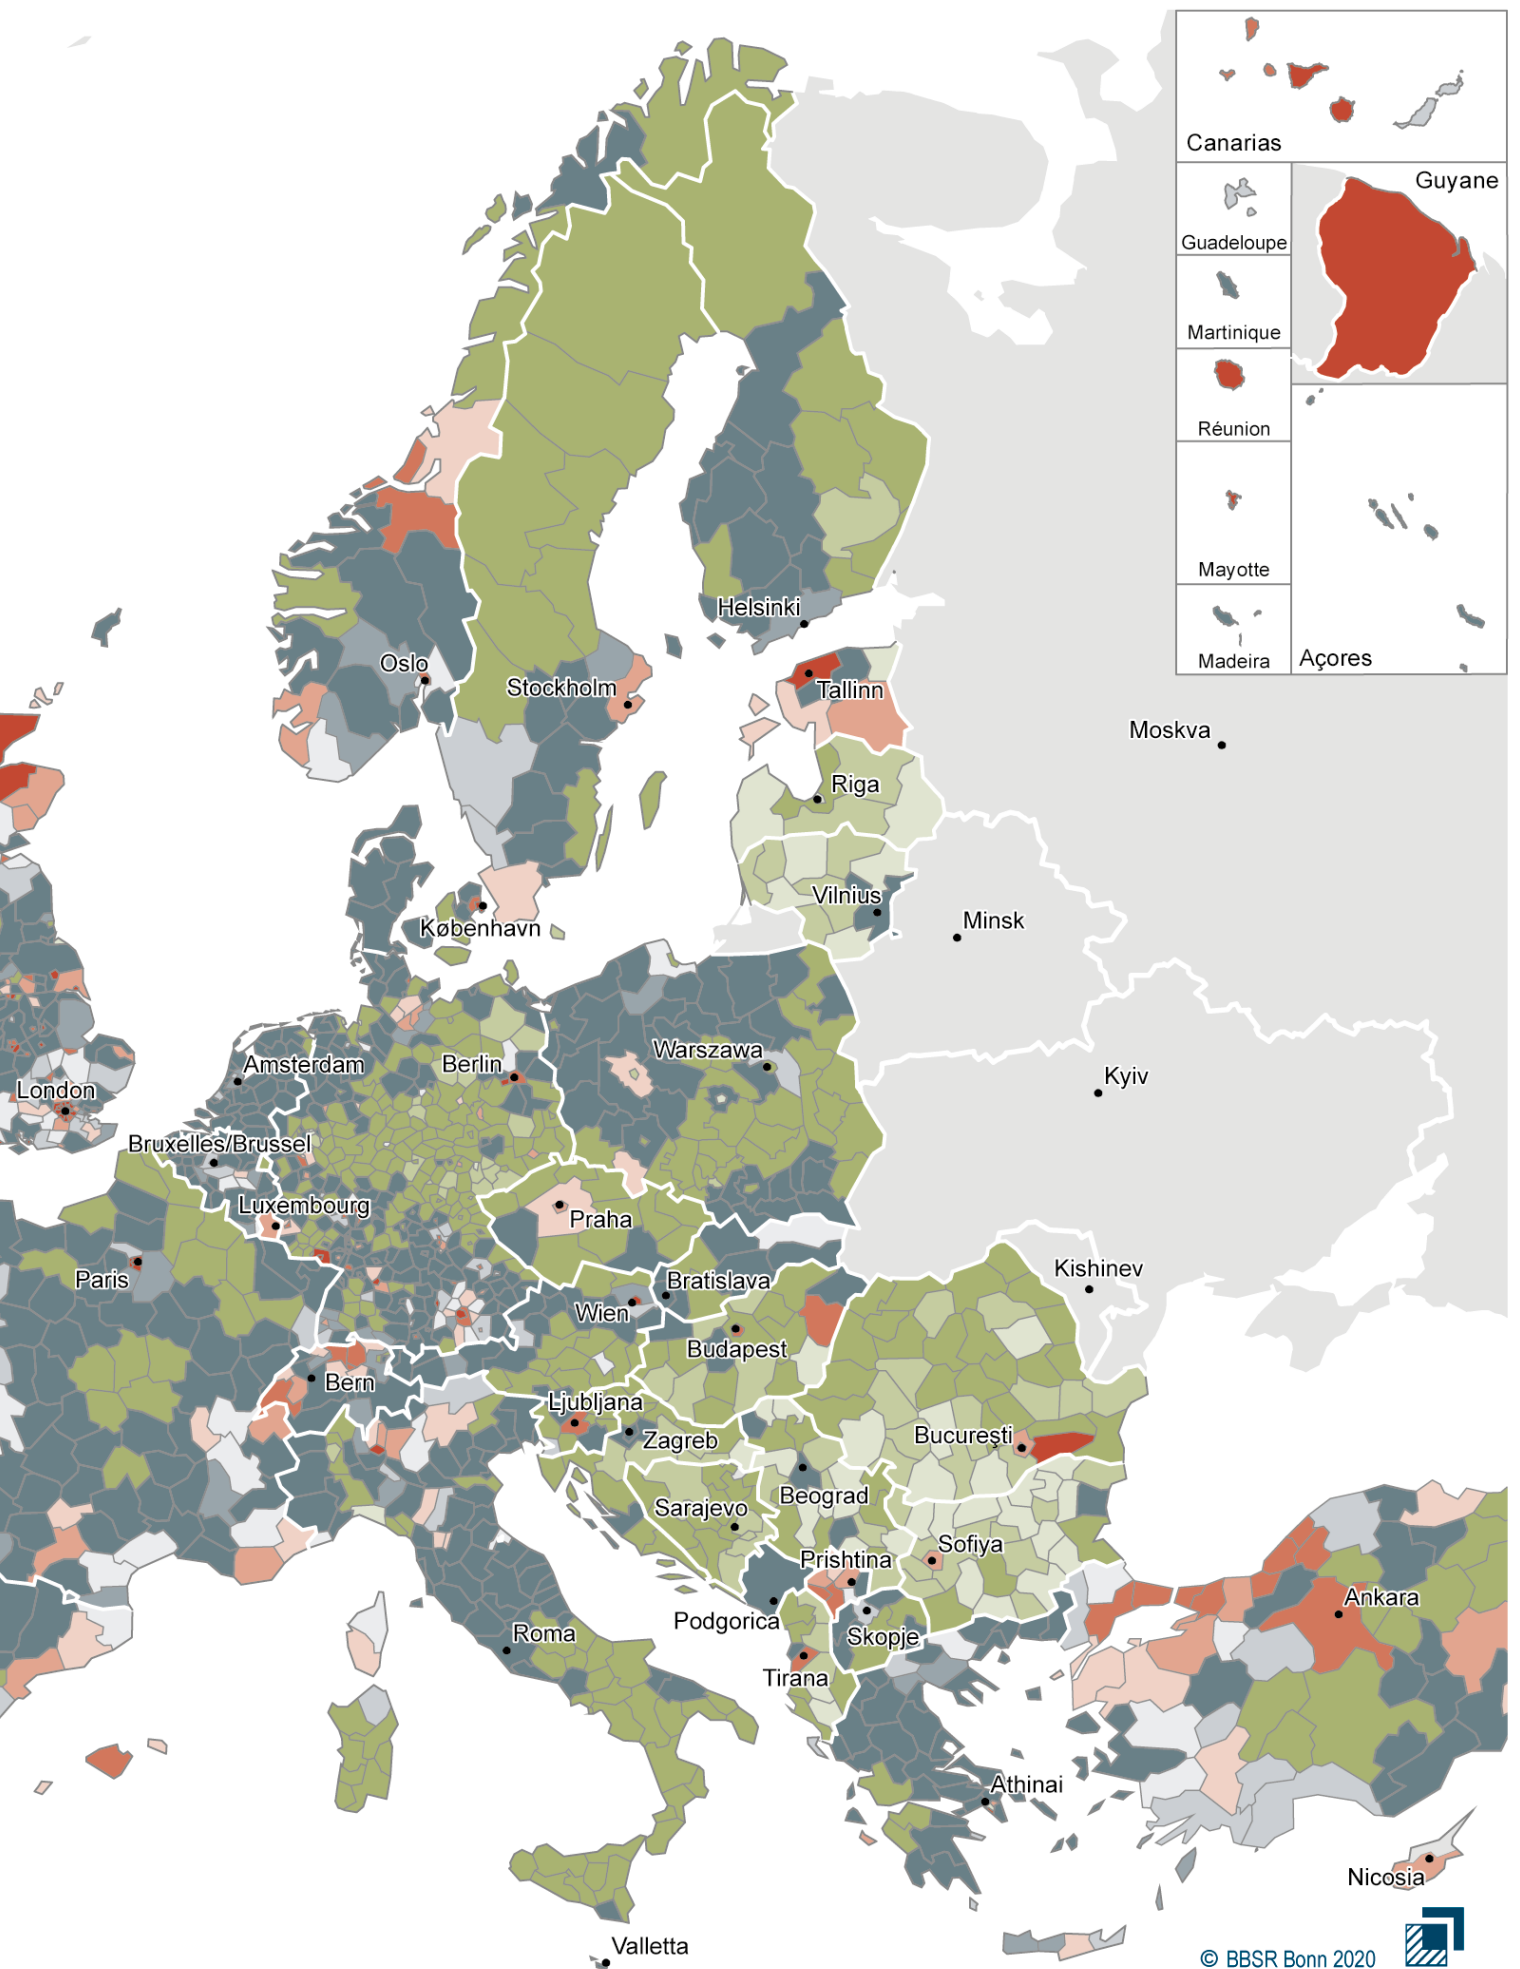 Canarias
Guyane
Guadeloupe
Martinique
Réunion
Mayotte
Madeira
Açores
Helsinki
Oslo
Stockholm
Tallinn
Moskva
Riga
Vilnius
København
Minsk
Amsterdam
Berlin
Warszawa
Kyiv
London
Bruxelles/Brussel
Luxembourg
Praha
Paris
Bratislava
Kishinev
Wien
Budapest
Bern
Ljubljana
Zagreb
Bucureşti
Beograd
Sarajevo
Prishtina
Sofiya
Podgorica
Skopje
Ankara
Roma
Tirana
Athinai
Nicosia
Valletta
© BBSR Bonn 2020